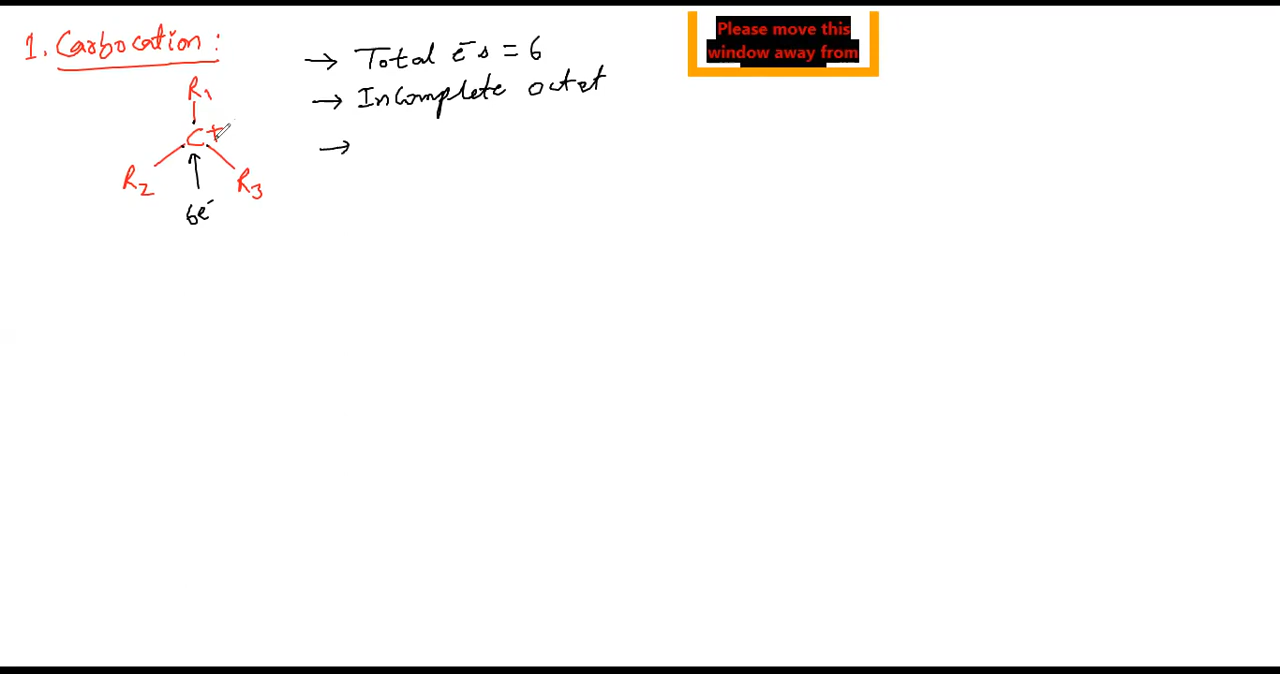 1. Carbocation :
→ Total e̅s = 6
→ Incomplete octet
→
R₁
C⁺
R₂
R₃
6e⁻
Please move this
window away from